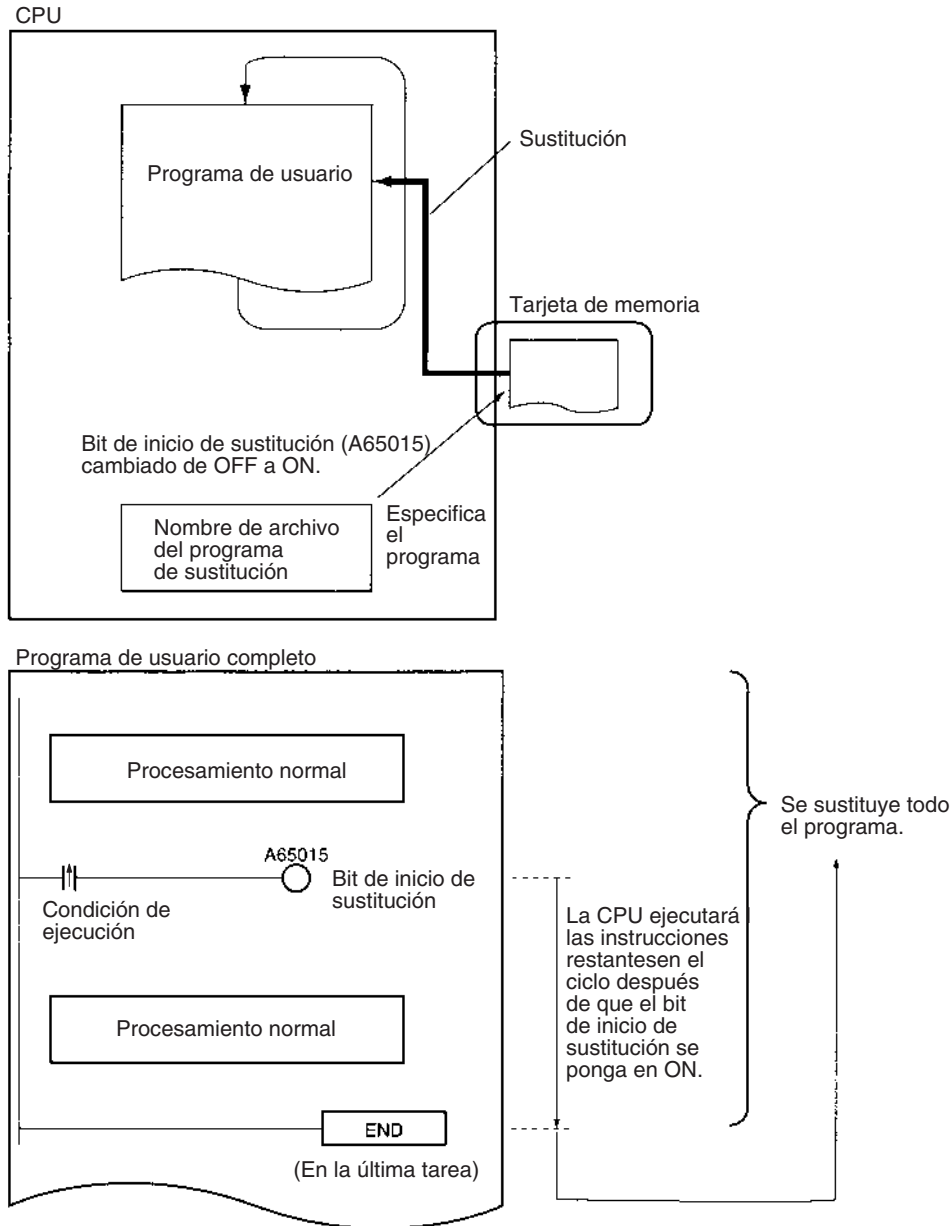 CPU
Programa de usuario
Sustitución
Tarjeta de memoria
Bit de inicio de sustitución (A65015)
cambiado de OFF a ON.
Nombre de archivo
del programa
de sustitución
Especifica
el
programa
Programa de usuario completo
Procesamiento normal
A65015
Bit de inicio de
sustitución
Condición de
ejecución
Procesamiento normal
END
(En la última tarea)
La CPU ejecutará
las instrucciones
restantesen el
ciclo después
de que el bit
de inicio de
sustitución se
ponga en ON.
Se sustituye todo
el programa.